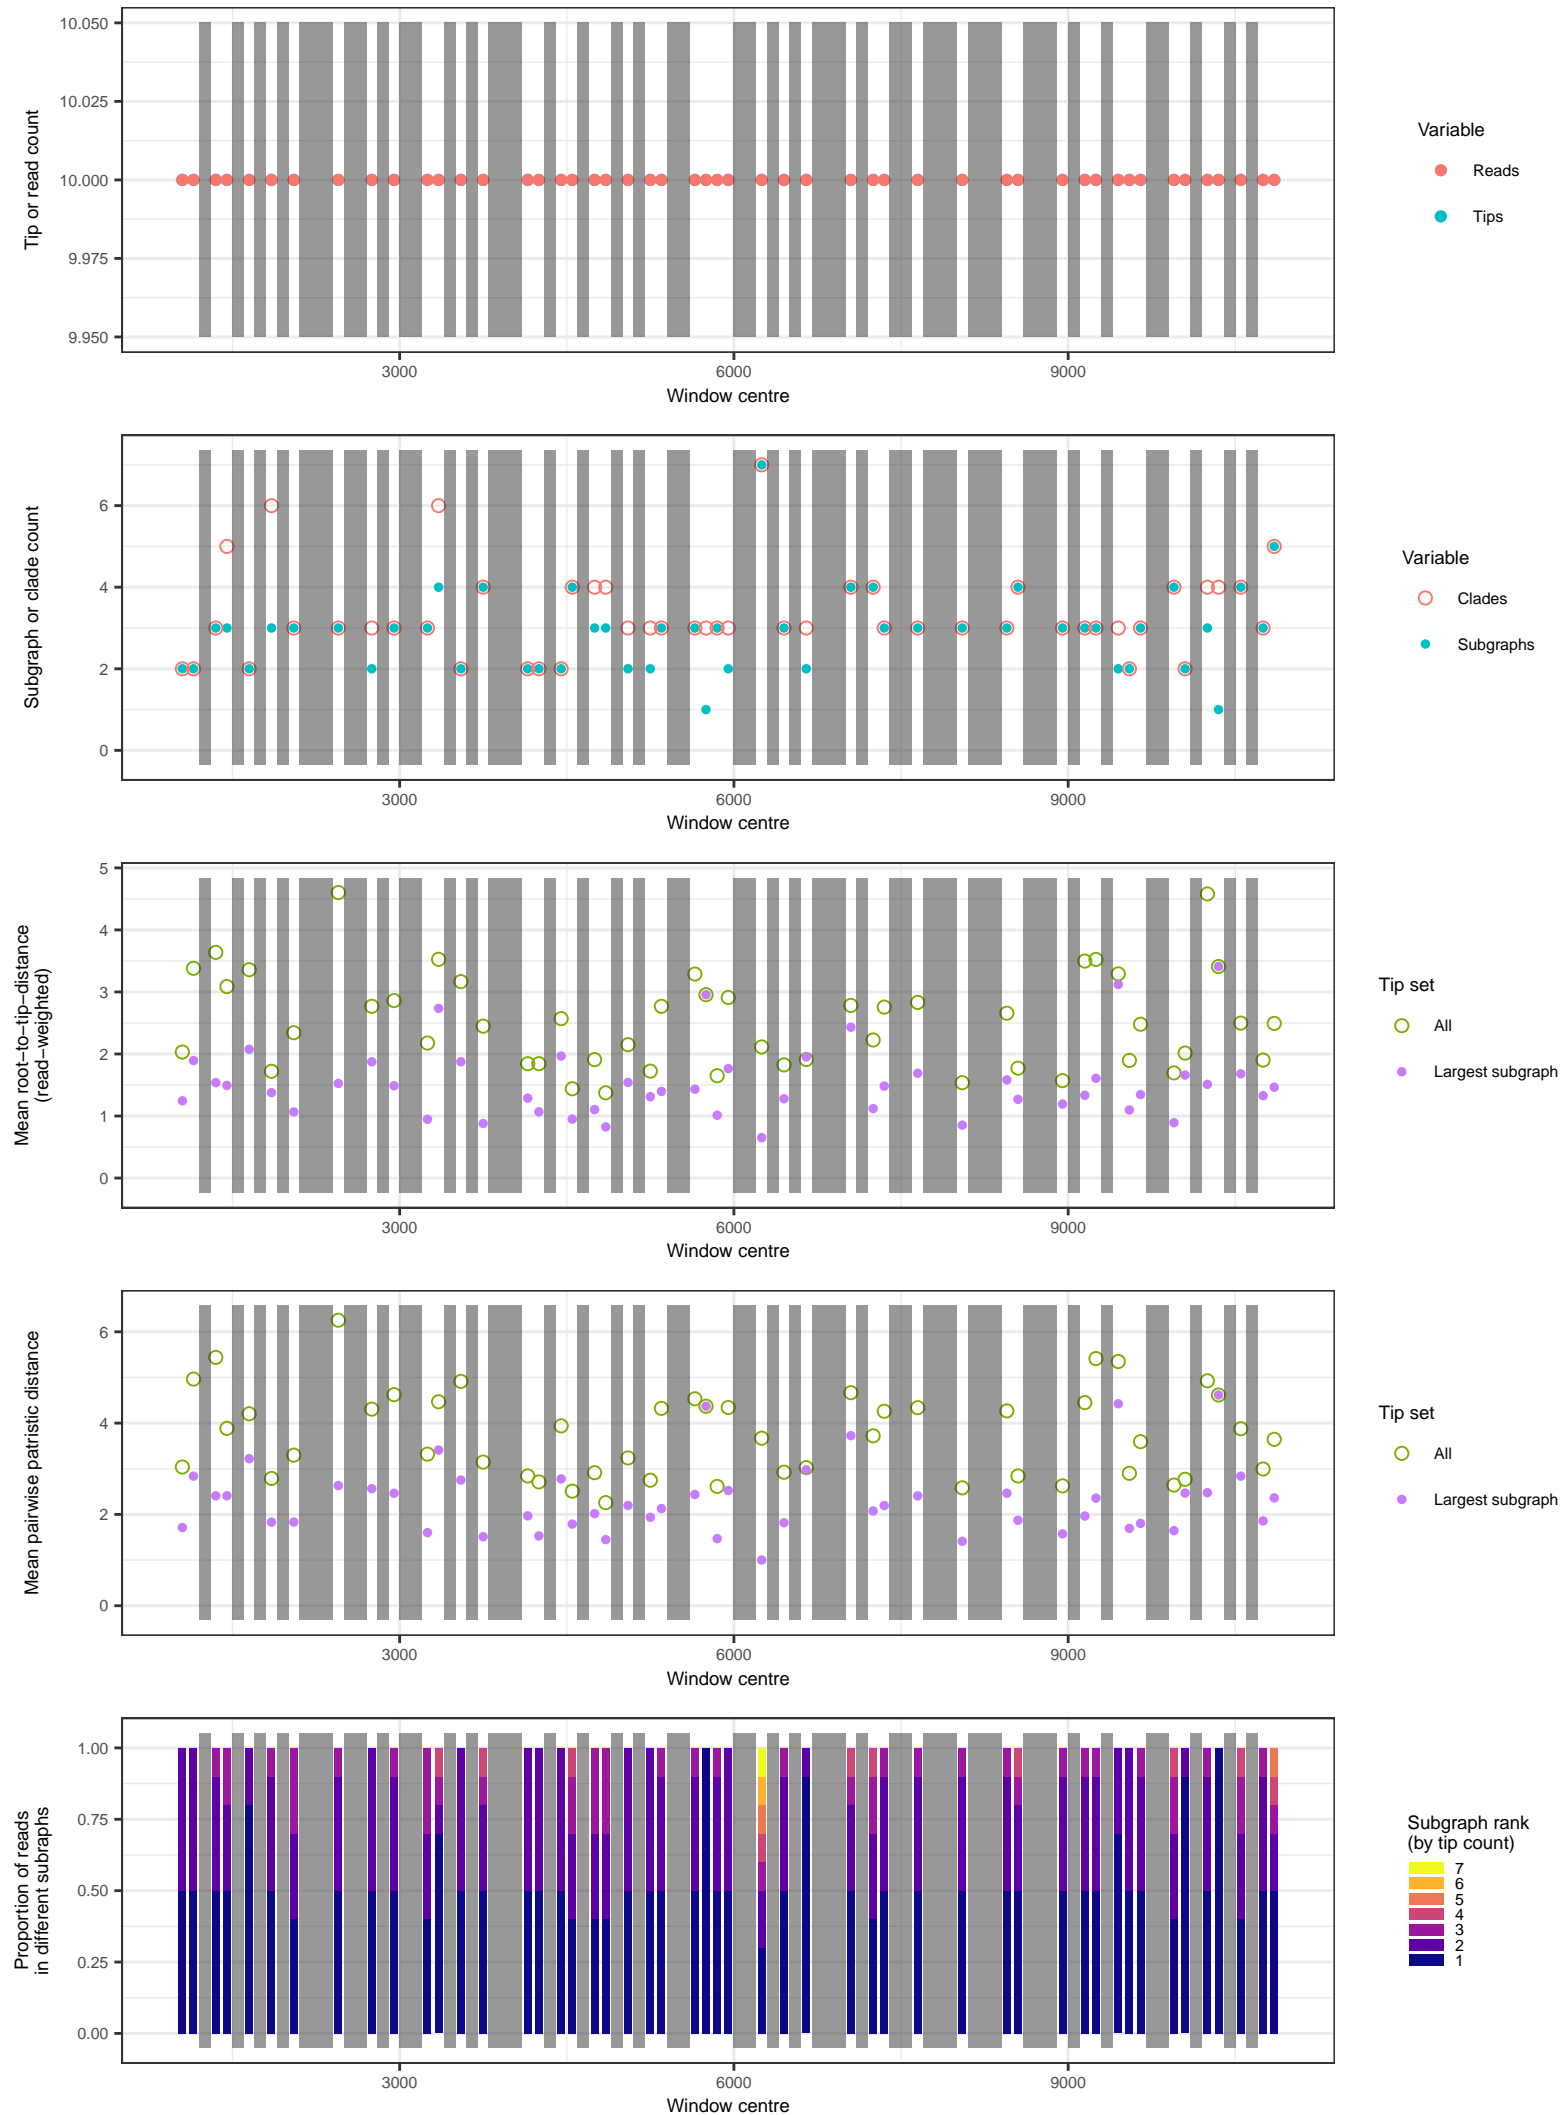 Tip or read count
10.050
10.025
10.000
9.975
9.950
3000
6000
9000
Window centre
Variable
Reads
Tips
Subgraph or clade count
6
4
2
0
3000
6000
9000
Window centre
Variable
Clades
Subgraphs
Mean root−to−tip−distance
(read−weighted)
5
4
3
2
1
0
3000
6000
9000
Window centre
Tip set
All
Largest subgraph
Mean pairwise patristic distance
6
4
2
0
3000
6000
9000
Window centre
Tip set
All
Largest subgraph
Proportion of reads
in different subraphs
1.00
0.75
0.50
0.25
0.00
3000
6000
9000
Window centre
Subgraph rank
(by tip count)
7
6
5
4
3
2
1